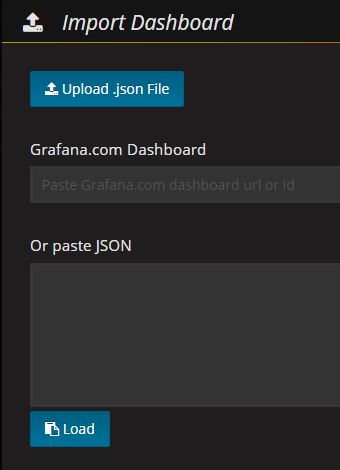 Import Dashboard
Upload .json File
Grafana.com Dashboard
Paste Grafana.com dashboard url or id
Or paste JSON
Load